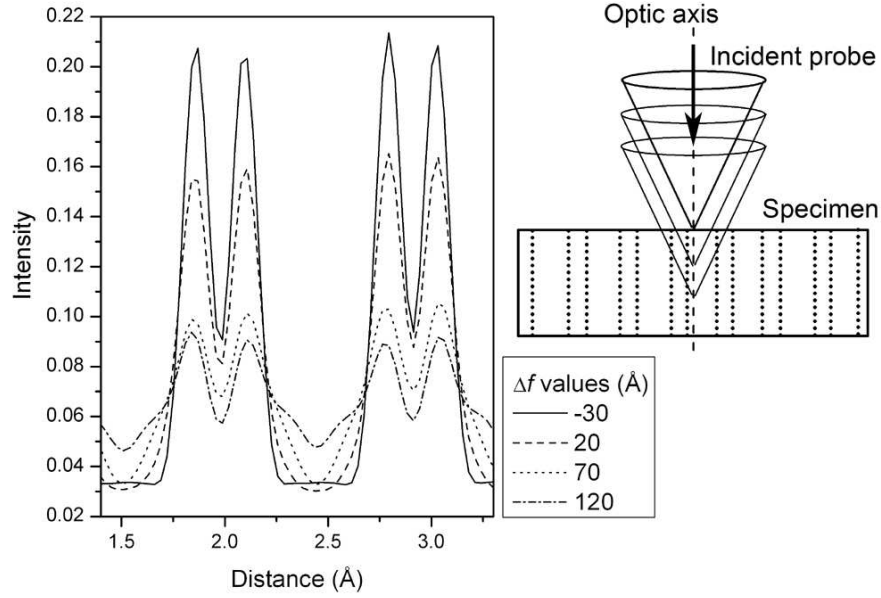 0.22
0.20
0.18
0.16
0.14
0.12
0.10
0.08
0.06
0.04
0.02
Intensity
1.5 2.0 2.5 3.0
Distance (Å)
Optic axis
Incident probe
Specimen
Δf values (Å)
-30
20
70
120